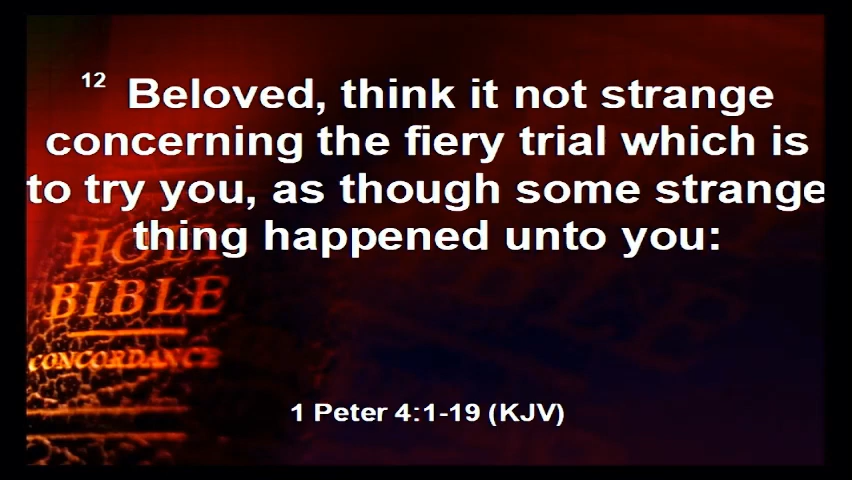 12 Beloved, think it not strange
concerning the fiery trial which is
to try you, as though some strange
thing happened unto you:
HOLY
BIBLE
CONCORDANCE
1 Peter 4:1-19 (KJV)